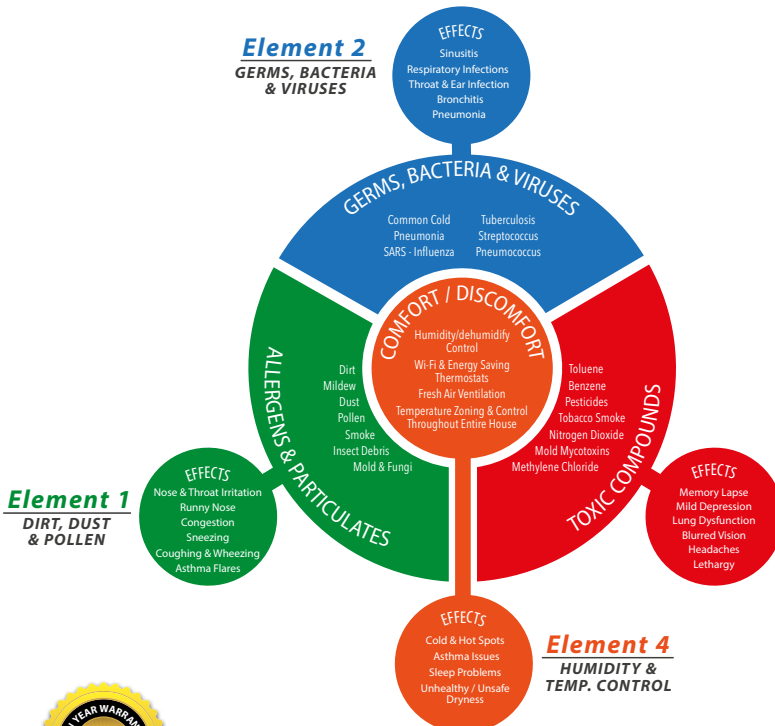 Element 2
GERMS, BACTERIA
& VIRUSES
EFFECTS
Sinusitis
Respiratory Infections
Throat & Ear Infection
Bronchitis
Pneumonia
GERMS, BACTERIA & VIRUSES
Common Cold
Pneumonia
SARS - Influenza
Tuberculosis
Streptococcus
Pneumococcus
COMFORT / DISCOMFORT
Humidity/dehumidify
Control
Wi-Fi & Energy Saving
Thermostats
Fresh Air Ventilation
Temperature Zoning & Control
Throughout Entire House
ALLERGENS & PARTICULATES
Dirt
Mildew
Dust
Pollen
Smoke
Insect Debris
Mold & Fungi
TOXIC COMPOUNDS
Toluene
Benzene
Pesticides
Tobacco Smoke
Nitrogen Dioxide
Mold Mycotoxins
Methylene Chloride
Element 1
DIRT, DUST
& POLLEN
EFFECTS
Nose & Throat Irritation
Runny Nose
Congestion
Sneezing
Coughing & Wheezing
Asthma Flares
EFFECTS
Memory Lapse
Mild Depression
Lung Dysfunction
Blurred Vision
Headaches
Lethargy
EFFECTS
Cold & Hot Spots
Asthma Issues
Sleep Problems
Unhealthy / Unsafe
Dryness
Element 4
HUMIDITY &
TEMP. CONTROL
YEAR